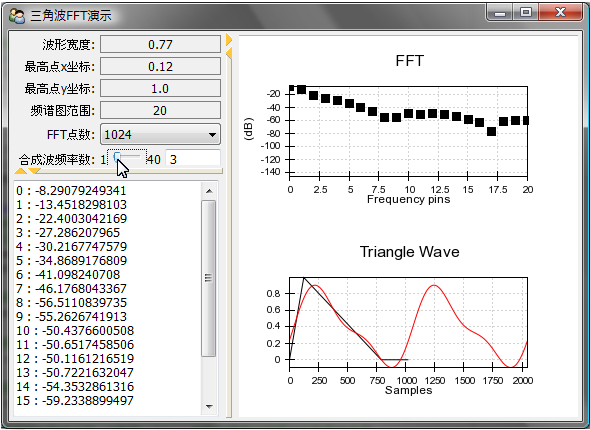 三角波FFT演示
波形宽度: 0.77
最高点x坐标: 0.12
最高点y坐标: 1.0
频谱图范围: 20
FFT点数: 1024
合成波频率数: 1 40 3
0 : -8.29079249341
1 : -13.4518298103
2 : -22.4003042169
3 : -27.286207965
4 : -30.2167747579
5 : -34.8689176809
6 : -41.098240708
7 : -46.1768043367
8 : -56.5110839735
9 : -55.2626741913
10 : -50.4376600508
11 : -50.6517458506
12 : -50.1161216519
13 : -50.7221632047
14 : -54.3532861316
15 : -59.2338899497
FFT
(dB)
-20
-40
-60
-80
-100
-120
-140
0 2.5 5 7.5 10 12.5 15 17.5 20
Frequency pins
Triangle Wave
0.8
0.6
0.4
0.2
0
0 250 500 750 1000 1250 1500 1750 2000
Samples